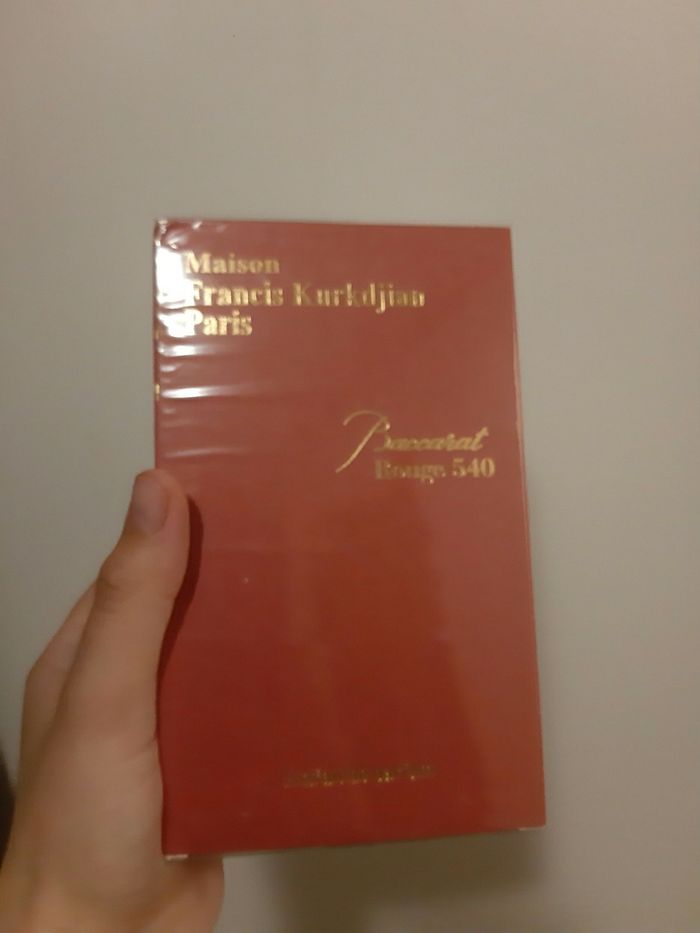 Maison
Francis Kurkdjian
Paris
Baccarat
Rouge 540